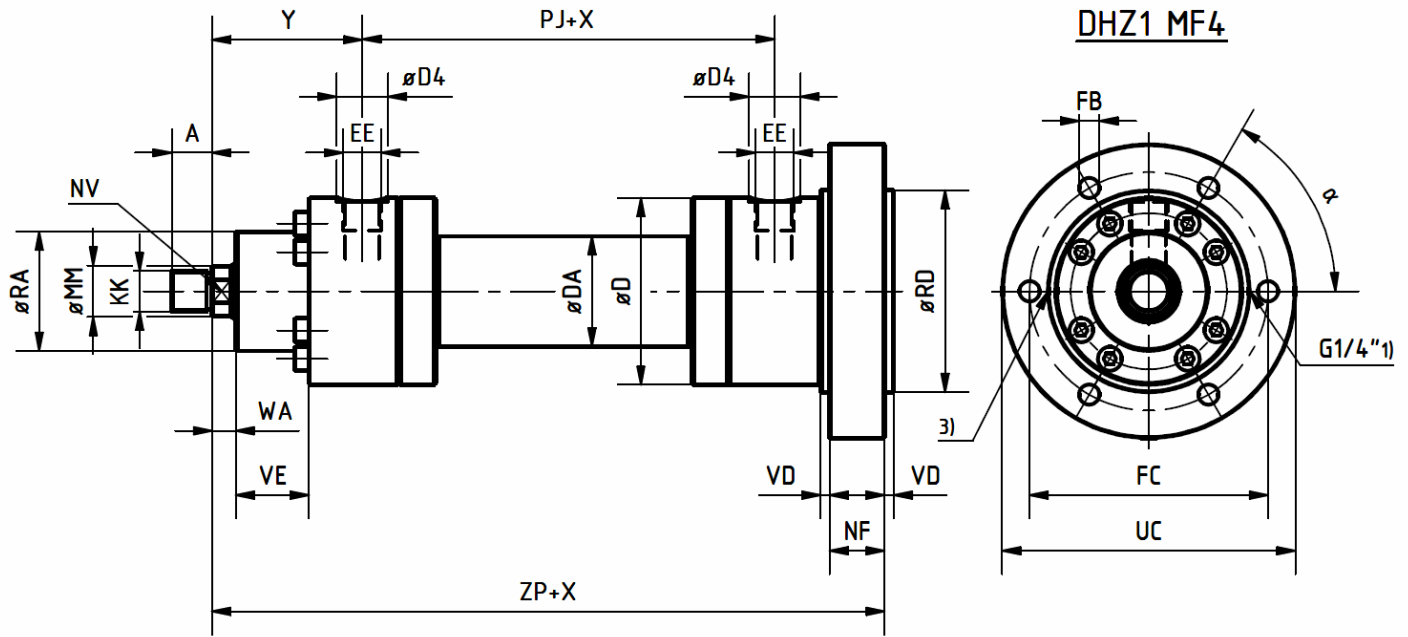 Y
PJ+X
DHZ1 MF4
øD4
øD4
FB
A
EE
EE
NV
α
øRA
øMM
KK
øDA
øD
øRD
G1/4"1)
WA
3)
VE
VD
VD
FC
NF
UC
ZP+X